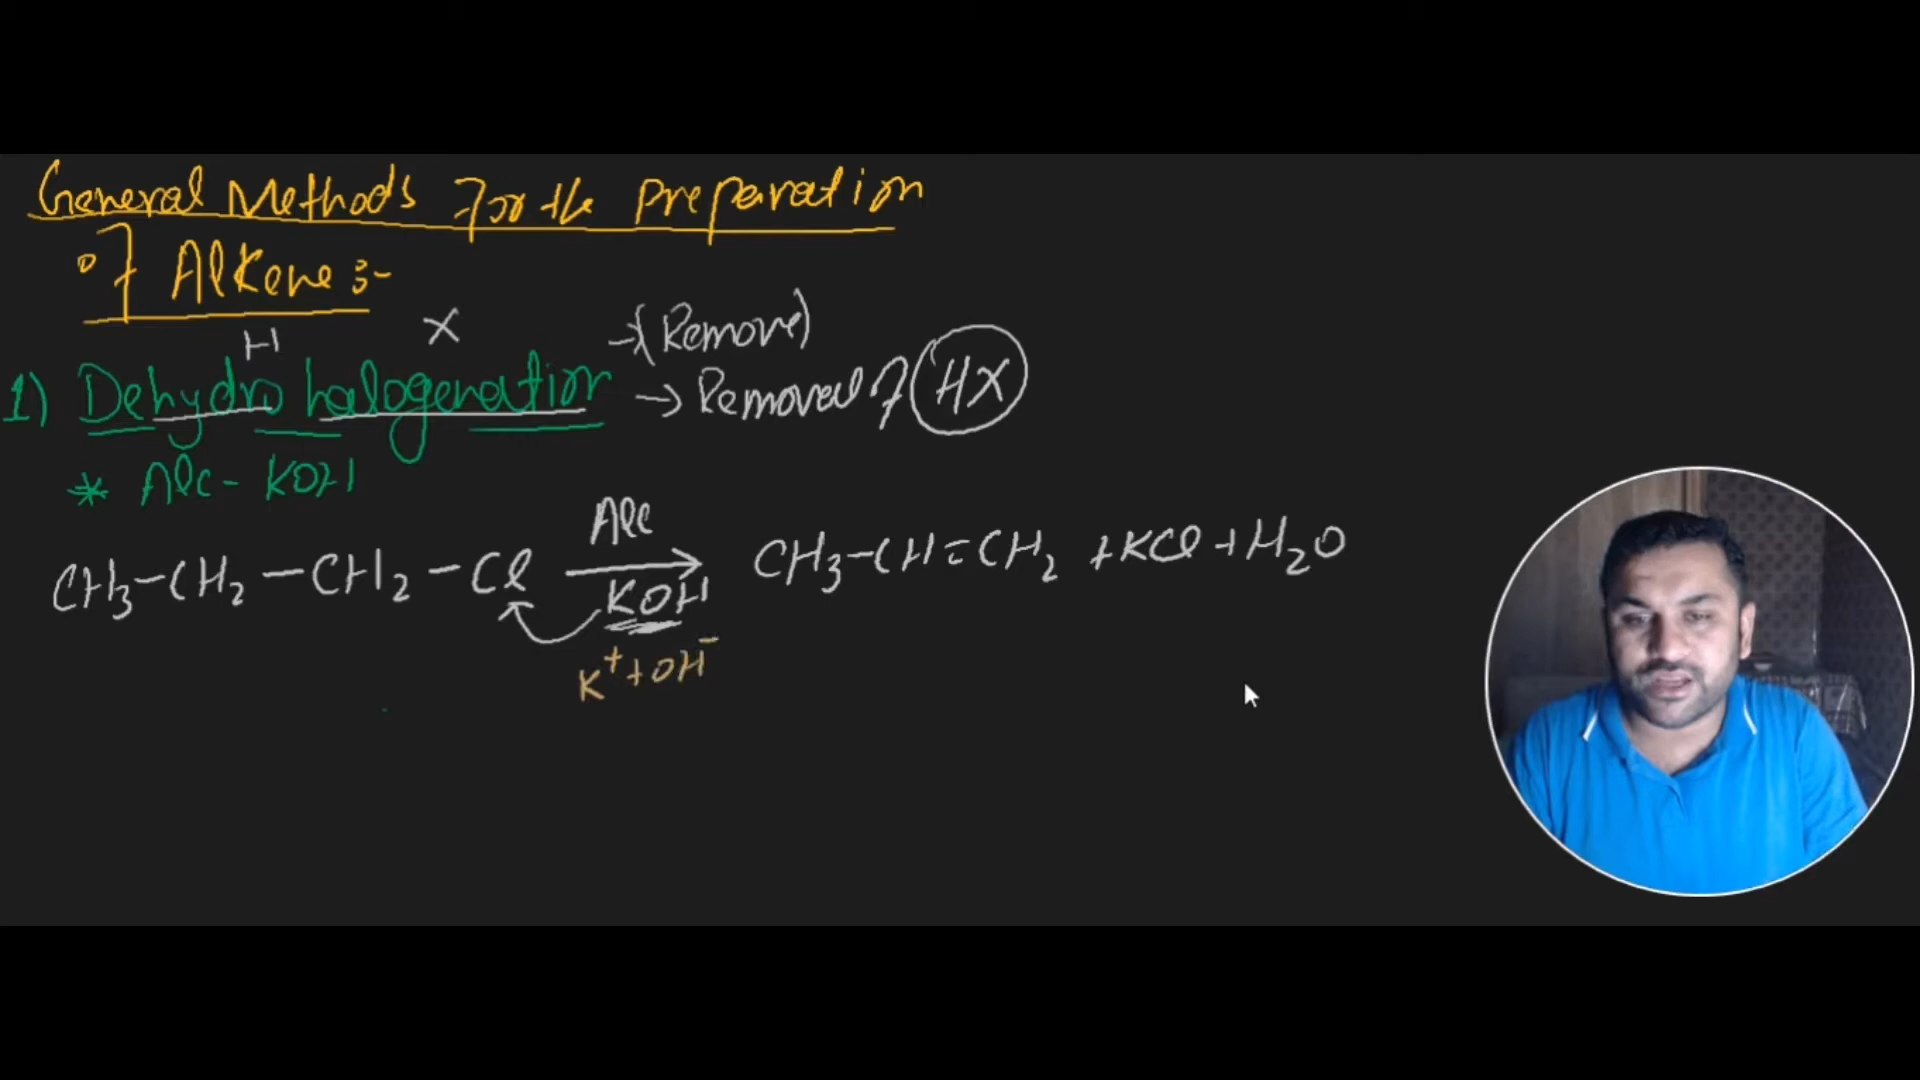 General Methods for the Preparation
of Alkene :-
H X →(Remove)
1) Dehydro halogenation → Removal of HX
* Alc - KOH
CH3-CH2-CH2-Cl Alc KOH → CH3-CH=CH2 + KCl + H2O
K+ + OH-